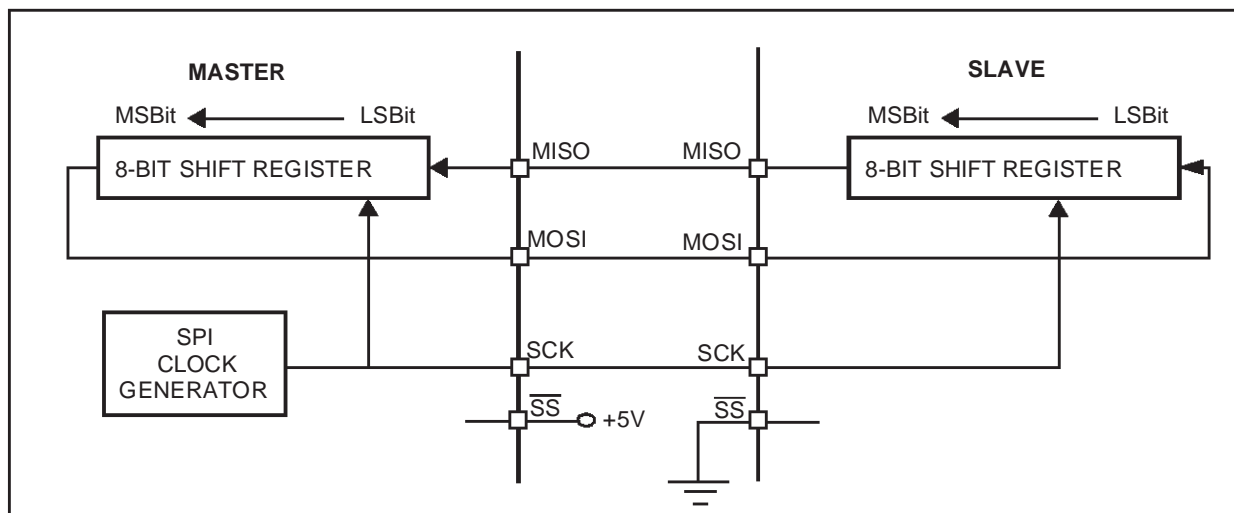 MASTER
SLAVE
MSBit
LSBit
MSBit
LSBit
8-BIT SHIFT REGISTER
MISO
MISO
8-BIT SHIFT REGISTER
MOSI
MOSI
SPI
CLOCK
GENERATOR
SCK
SCK
SS
+5V
SS